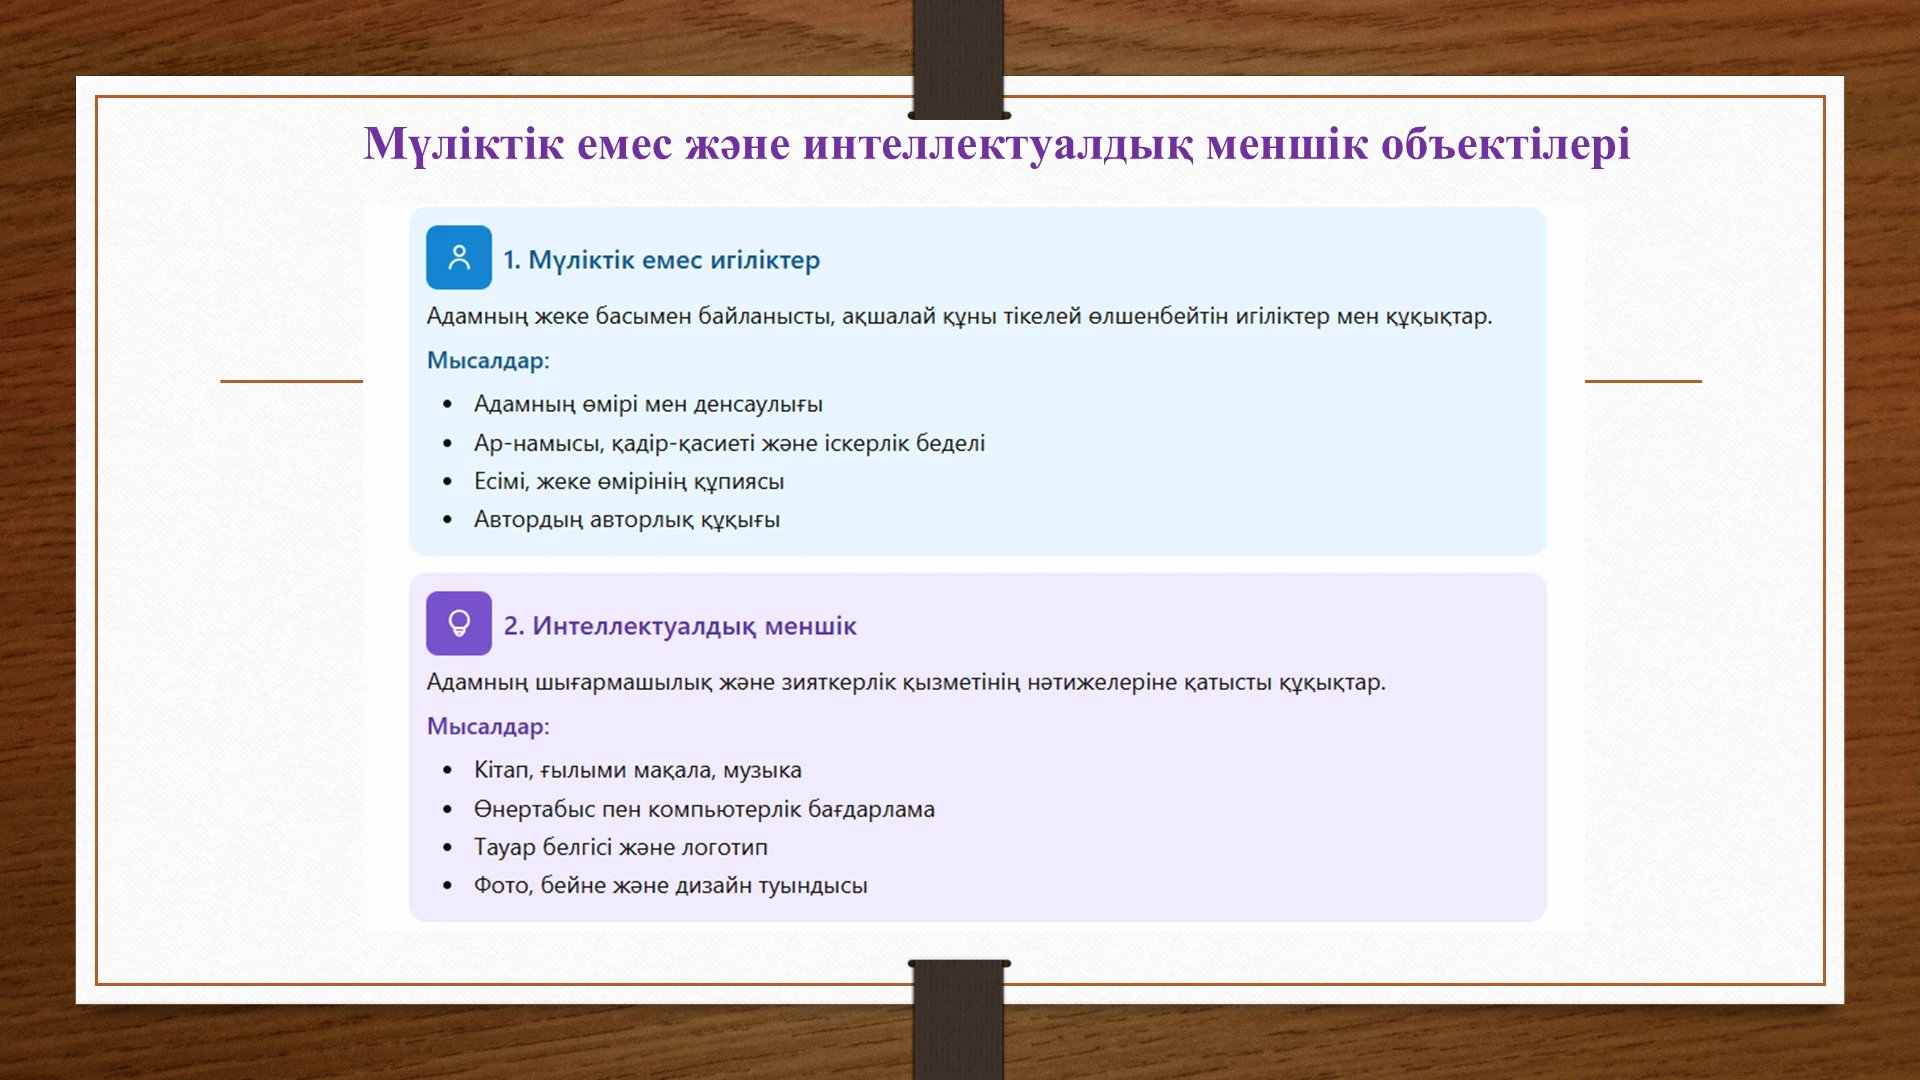 Мүліктік емес және интеллектуалдық меншік объектілері
1. Мүліктік емес игіліктер
Адамның жеке басымен байланысты, ақшалай құны тікелей өлшенбейтін игіліктер мен құқықтар.
Мысалдар:
• Адамның өмірі мен денсаулығы
• Ар-намысы, қадір-қасиеті және іскерлік беделі
• Есімі, жеке өмірінің құпиясы
• Автордың авторлық құқығы
2. Интеллектуалдық меншік
Адамның шығармашылық және зияткерлік қызметінің нәтижелеріне қатысты құқықтар.
Мысалдар:
• Кітап, ғылыми мақала, музыка
• Өнертабыс пен компьютерлік бағдарлама
• Тауар белгісі және логотип
• Фото, бейне және дизайн туындысы